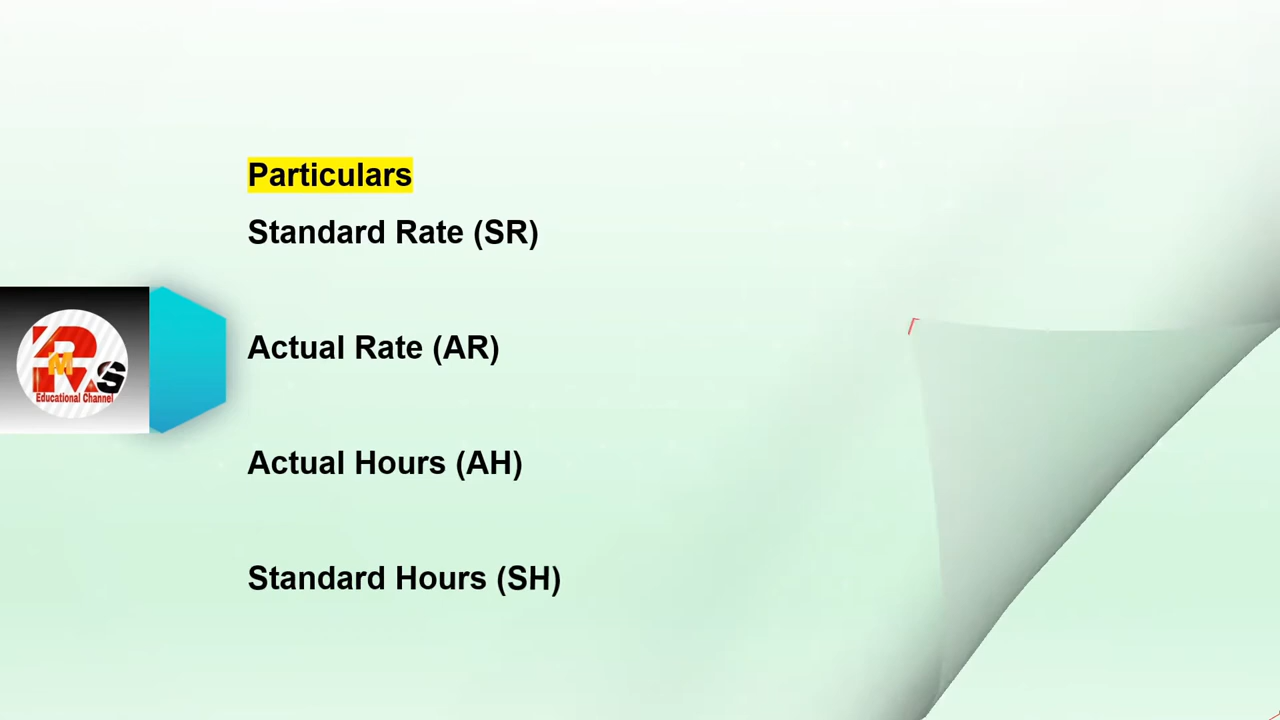 Particulars
Standard Rate (SR)
Actual Rate (AR)
M
S
Educational Channel
Actual Hours (AH)
Standard Hours (SH)